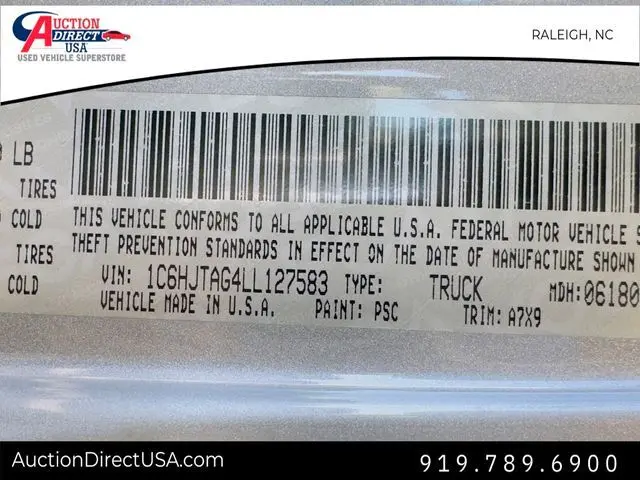 AUCTION
DIRECT
USA
USED VEHICLE SUPERSTORE
RALEIGH, NC
LB
TIRES
COLD
TIRES
COLD
THIS VEHICLE CONFORMS TO ALL APPLICABLE U.S.A. FEDERAL MOTOR VEHICLE S
THEFT PREVENTION STANDARDS IN EFFECT ON THE DATE OF MANUFACTURE SHOWN
VIN: 1C6HJTAG4LL127583 TYPE: TRUCK MDH: 06180
VEHICLE MADE IN U.S.A. PAINT: PSC TRIM: A7X9
AuctionDirectUSA.com
919.789.6900